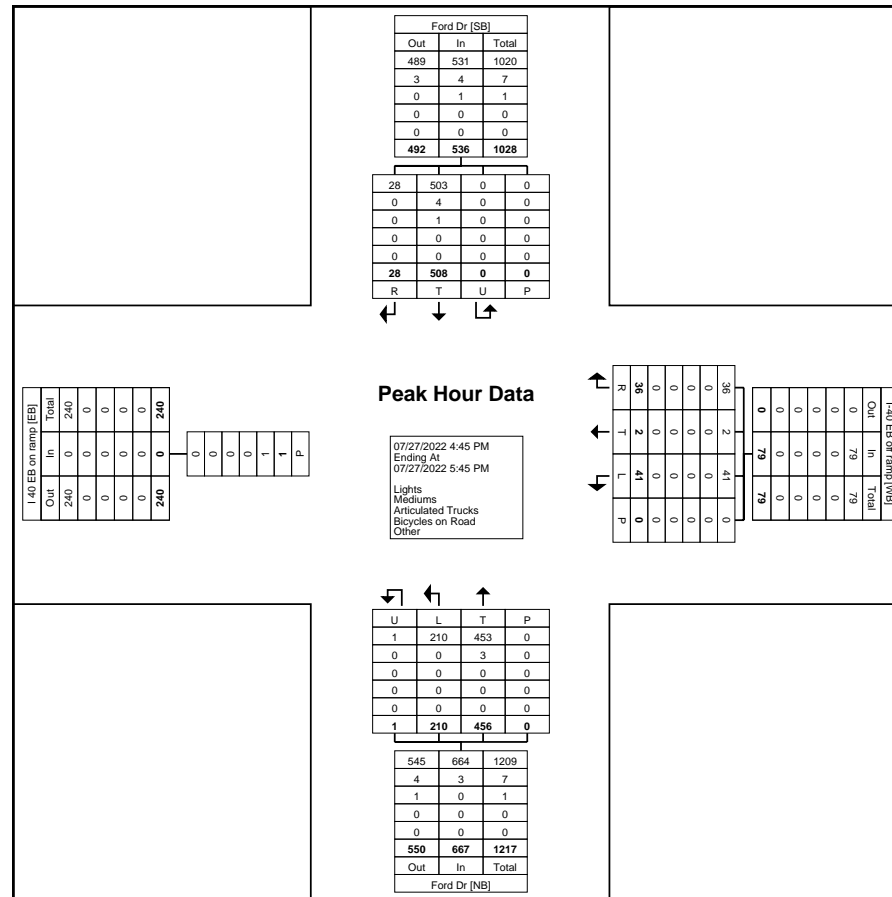 Ford Dr [SB]
Out In Total
489 531 1020
3 4 7
0 1 1
0 0 0
0 0 0
492 536 1028
28 503 0 0
0 4 0 0
0 1 0 0
0 0 0 0
0 0 0 0
28 508 0 0
R T U P
I 40 EB on ramp [EB]
Total In Out
240 0 240
0 0 0
0 0 0
0 0 0
0 0 0
240 0 240
0
0
0
0
1
1
P
Peak Hour Data
07/27/2022 4:45 PM
Ending At
07/27/2022 5:45 PM
Lights
Mediums
Articulated Trucks
Bicycles on Road
Other
R T L P
36 2 41 0
0 0 0 0
0 0 0 0
0 0 0 0
0 0 0 0
36 2 41 0
I-40 EB off ramp [WB]
Out In Total
0 79 79
0 0 0
0 0 0
0 0 0
0 0 0
0 79 79
U L T P
1 210 453 0
0 0 3 0
0 0 0 0
0 0 0 0
0 0 0 0
1 210 456 0
545 664 1209
4 3 7
1 0 1
0 0 0
0 0 0
550 667 1217
Out In Total
Ford Dr [NB]